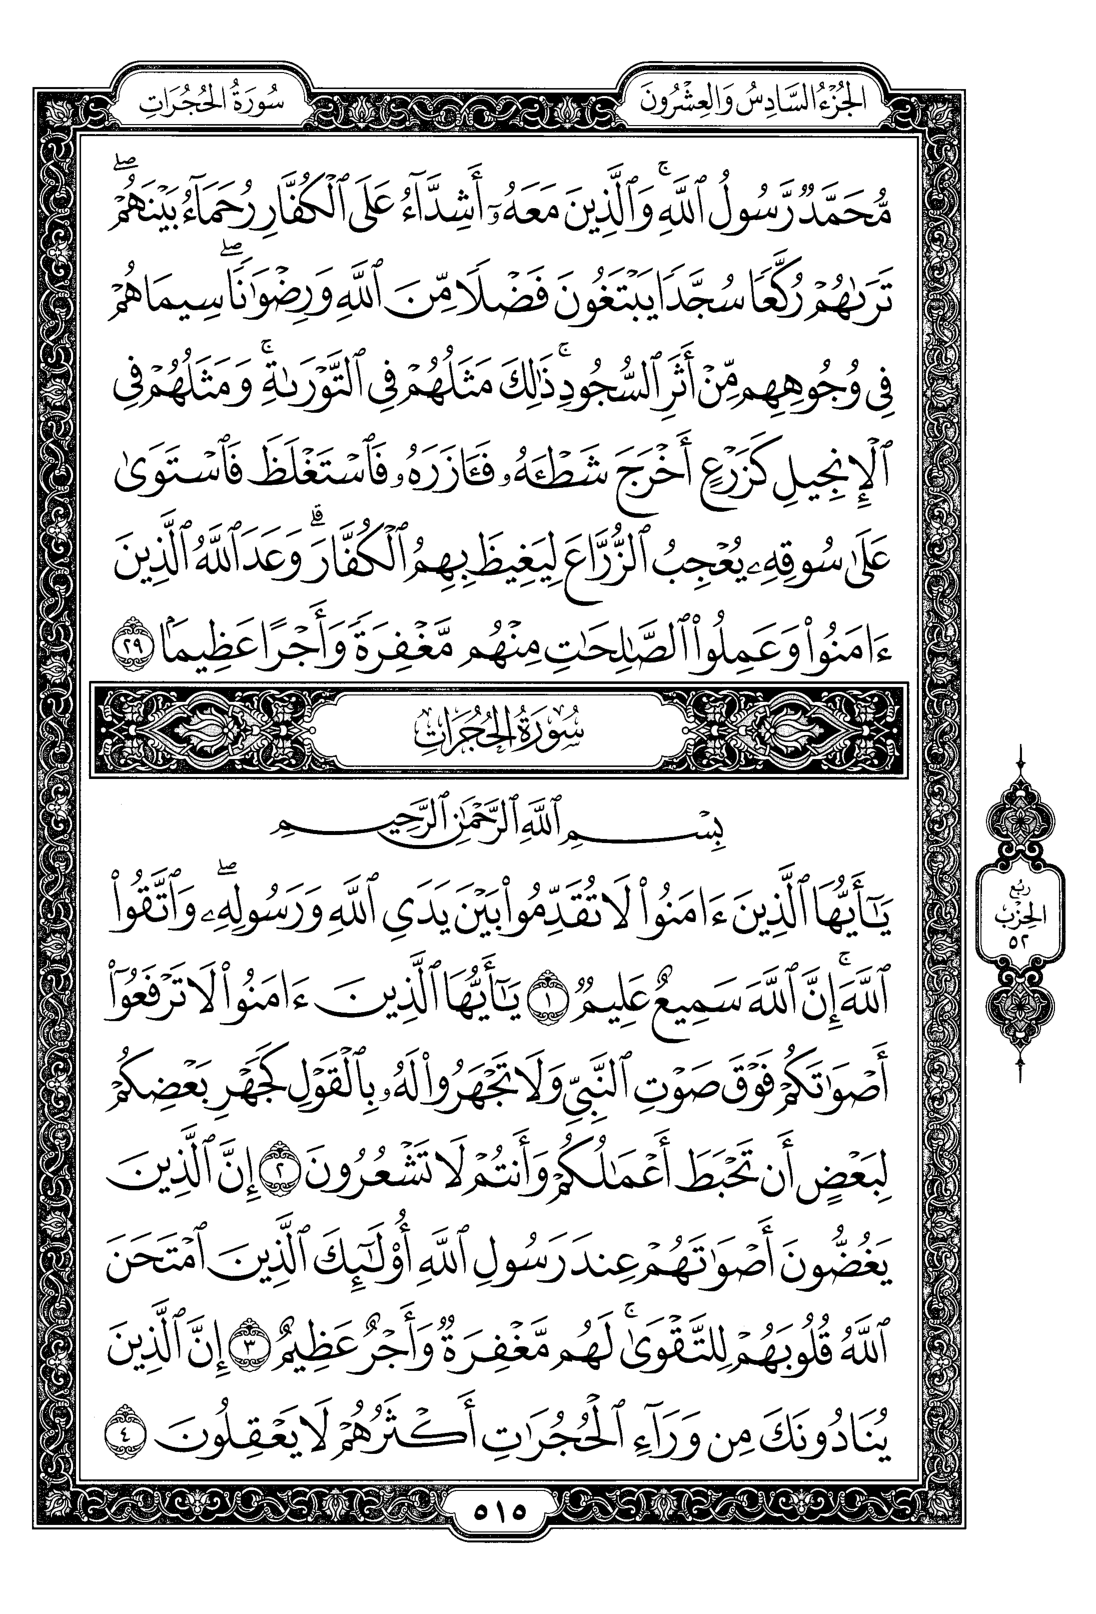 الجُزْءُ السَّادِسُ وَالعِشْرُونَ
سُورَةُ الحُجُرَاتِ
مُّحَمَّدٌ رَّسُولُ ٱللَّهِۚ وَٱلَّذِينَ مَعَهُۥٓ أَشِدَّآءُ عَلَى ٱلْكُفَّارِ رُحَمَآءُ بَيْنَهُمْۖ
تَرَىٰهُمْ رُكَّعًا سُجَّدًا يَبْتَغُونَ فَضْلًا مِّنَ ٱللَّهِ وَرِضْوَٰنًاۖ سِيمَاهُمْ
فِى وُجُوهِهِم مِّنْ أَثَرِ ٱلسُّجُودِۚ ذَٰلِكَ مَثَلُهُمْ فِى ٱلتَّوْرَىٰةِۚ وَمَثَلُهُمْ فِى
ٱلْإِنجِيلِ كَزَرْعٍ أَخْرَجَ شَطْـَٔهُۥ فَـَٔازَرَهُۥ فَٱسْتَغْلَظَ فَٱسْتَوَىٰ
عَلَىٰ سُوقِهِۦ يُعْجِبُ ٱلزُّرَّاعَ لِيَغِيظَ بِهِمُ ٱلْكُفَّارَۗ وَعَدَ ٱللَّهُ ٱلَّذِينَ
ءَامَنُوا۟ وَعَمِلُوا۟ ٱلصَّٰلِحَٰتِ مِنْهُم مَّغْفِرَةً وَأَجْرًا عَظِيمًۢا ٢٩
سُورَةُ الحُجُرَاتِ
بِسْمِ ٱللَّهِ ٱلرَّحْمَٰنِ ٱلرَّحِيمِ
يَٰٓأَيُّهَا ٱلَّذِينَ ءَامَنُوا۟ لَا تُقَدِّمُوا۟ بَيْنَ يَدَىِ ٱللَّهِ وَرَسُولِهِۦۖ وَٱتَّقُوا۟
ٱللَّهَۚ إِنَّ ٱللَّهَ سَمِيعٌ عَلِيمٌ ١ يَٰٓأَيُّهَا ٱلَّذِينَ ءَامَنُوا۟ لَا تَرْفَعُوٓا۟
أَصْوَٰتَكُمْ فَوْقَ صَوْتِ ٱلنَّبِىِّ وَلَا تَجْهَرُوا۟ لَهُۥ بِٱلْقَوْلِ كَجَهْرِ بَعْضِكُمْ
لِبَعْضٍ أَن تَحْبَطَ أَعْمَٰلُكُمْ وَأَنتُمْ لَا تَشْعُرُونَ ٢ إِنَّ ٱلَّذِينَ
يَغُضُّونَ أَصْوَٰتَهُمْ عِندَ رَسُولِ ٱللَّهِ أُو۟لَٰٓئِكَ ٱلَّذِينَ ٱمْتَحَنَ
ٱللَّهُ قُلُوبَهُمْ لِلتَّقْوَىٰۚ لَهُم مَّغْفِرَةٌ وَأَجْرٌ عَظِيمٌ ٣ إِنَّ ٱلَّذِينَ
يُنَادُونَكَ مِن وَرَآءِ ٱلْحُجُرَٰتِ أَكْثَرُهُمْ لَا يَعْقِلُونَ ٤
رُبُع
الحِزْب
٥٢
٥١٥